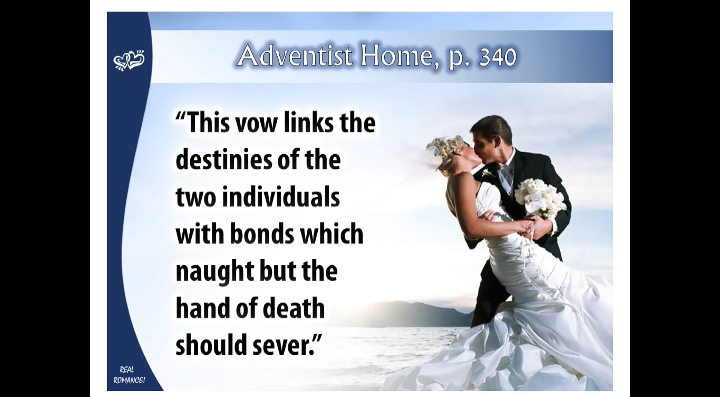 Adventist Home, p. 340
“This vow links the
destinies of the
two individuals
with bonds which
naught but the
hand of death
should sever.”
REAL
ROMANCE!